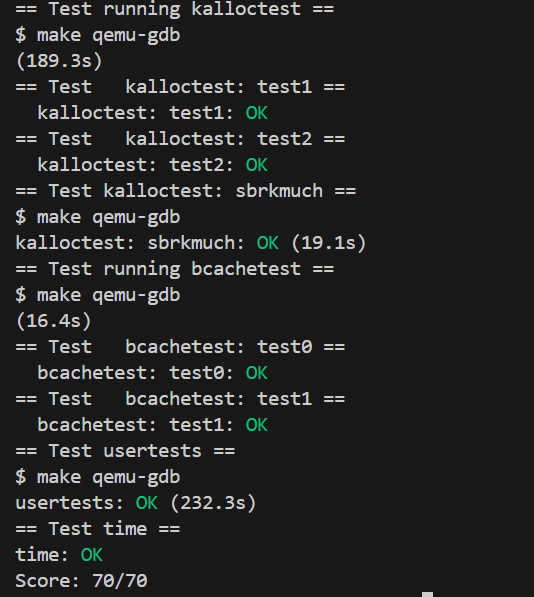 == Test running kalloctest ==
$ make qemu-gdb
(189.3s)
== Test   kalloctest: test1 ==
  kalloctest: test1: OK
== Test   kalloctest: test2 ==
  kalloctest: test2: OK
== Test kalloctest: sbrkmuch ==
$ make qemu-gdb
kalloctest: sbrkmuch: OK (19.1s)
== Test running bcachetest ==
$ make qemu-gdb
(16.4s)
== Test   bcachetest: test0 ==
  bcachetest: test0: OK
== Test   bcachetest: test1 ==
  bcachetest: test1: OK
== Test usertests ==
$ make qemu-gdb
usertests: OK (232.3s)
== Test time ==
time: OK
Score: 70/70